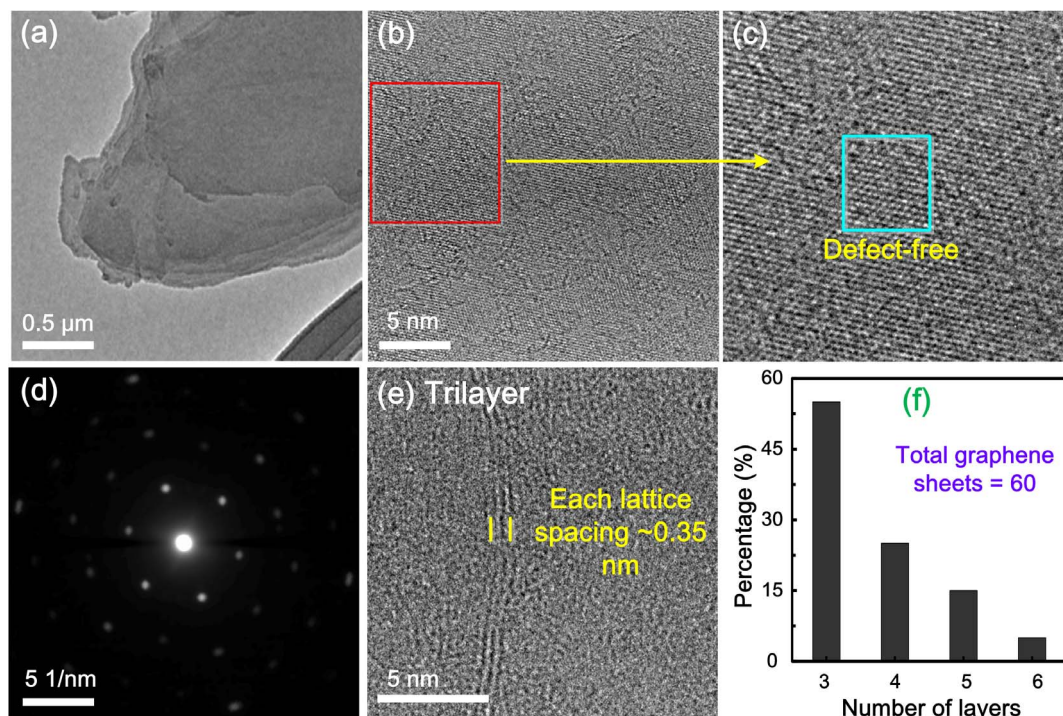 (a)
0.5 µm
(b)
5 nm
(c)
Defect-free
(d)
5 1/nm
(e) Trilayer
Each lattice
spacing ~0.35
nm
5 nm
(f)
Total graphene
sheets = 60
Percentage (%)
60
45
30
15
0
3 4 5 6
Number of layers